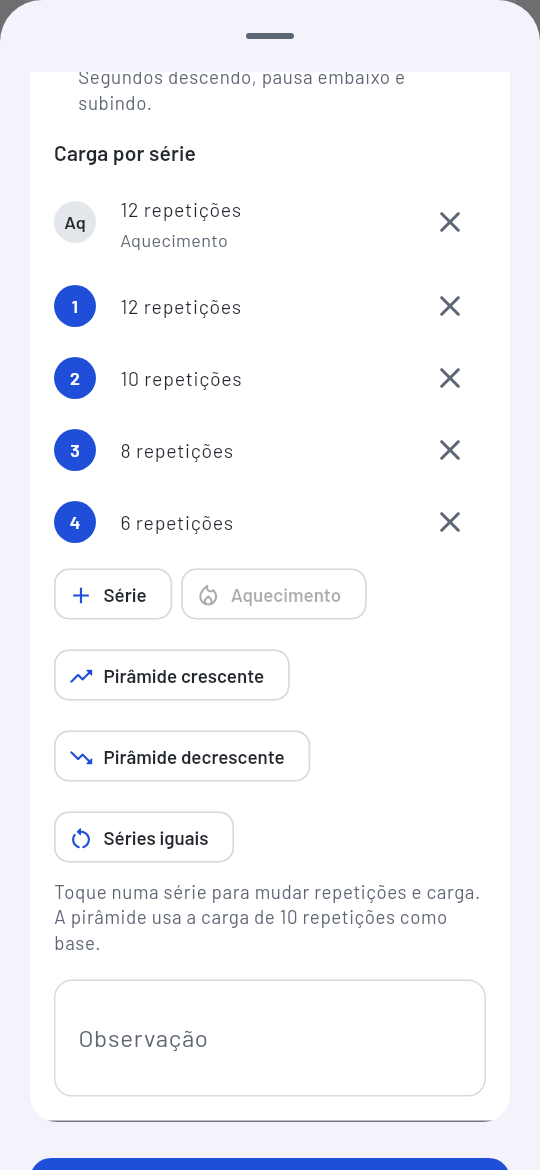 Segundos descendo, pausa embaixo e
subindo.
Carga por série
Aq
12 repetições
Aquecimento
1
12 repetições
2
10 repetições
3
8 repetições
4
6 repetições
Série
Aquecimento
Pirâmide crescente
Pirâmide decrescente
Séries iguais
Toque numa série para mudar repetições e carga.
A pirâmide usa a carga de 10 repetições como
base.
Observação